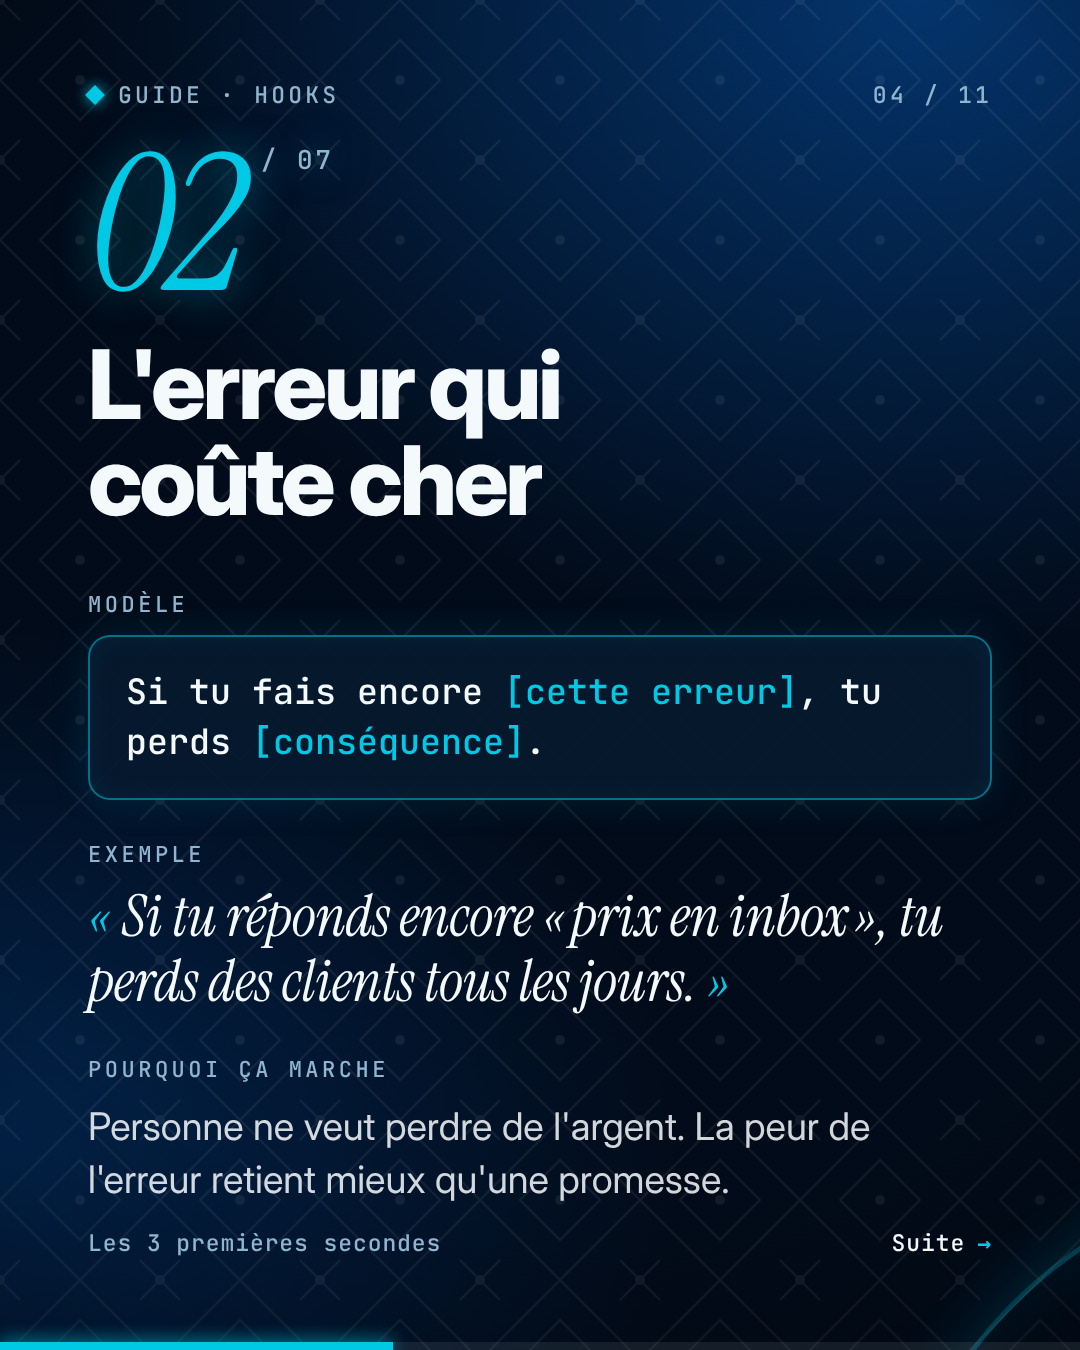 GUIDE · HOOKS
04 / 11
02 / 07
L'erreur qui
coûte cher
MODÈLE
Si tu fais encore [cette erreur], tu
perds [conséquence].
EXEMPLE
« Si tu réponds encore « prix en inbox », tu
perds des clients tous les jours. »
POURQUOI ÇA MARCHE
Personne ne veut perdre de l'argent. La peur de
l'erreur retient mieux qu'une promesse.
Les 3 premières secondes
Suite →